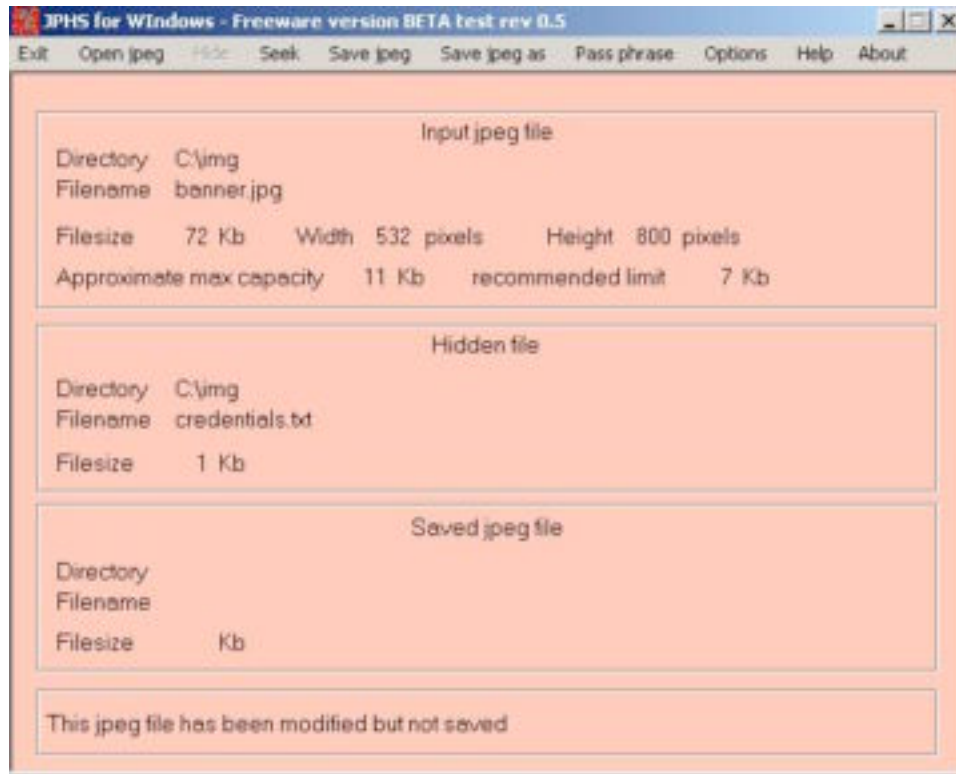 JPHS for WIndows - Freeware version BETA test rev 0.5
Exit Open jpeg Hide Seek Save jpeg Save jpeg as Pass phrase Options Help About
Input jpeg file
Directory C:\img
Filename banner.jpg
Filesize 72 Kb Width 532 pixels Height 800 pixels
Approximate max capacity 11 Kb recommended limit 7 Kb
Hidden file
Directory C:\img
Filename credentials.txt
Filesize 1 Kb
Saved jpeg file
Directory
Filename
Filesize Kb
This jpeg file has been modified but not saved